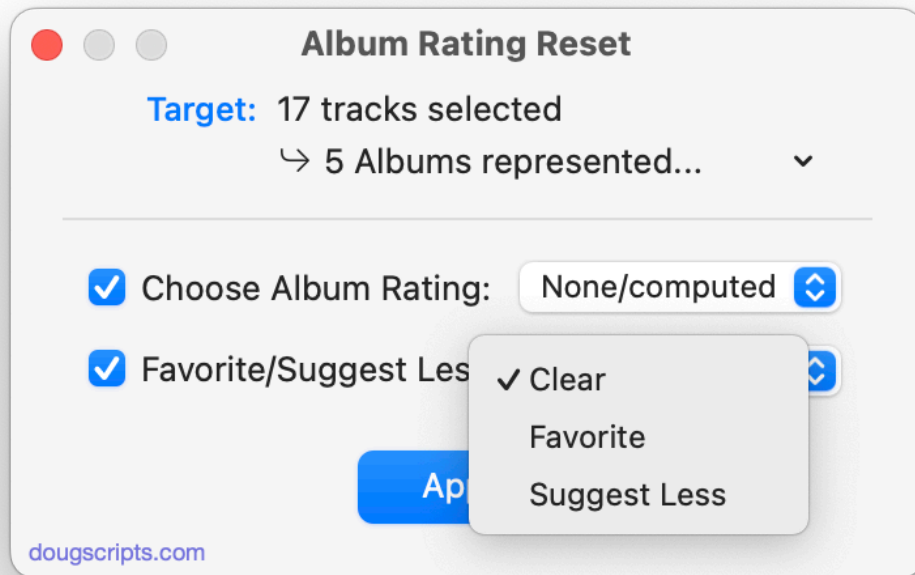 Album Rating Reset
Target: 17 tracks selected
↪ 5 Albums represented...
Choose Album Rating: None/computed
Favorite/Suggest Les
Clear
Favorite
Suggest Less
App
dougscripts.com